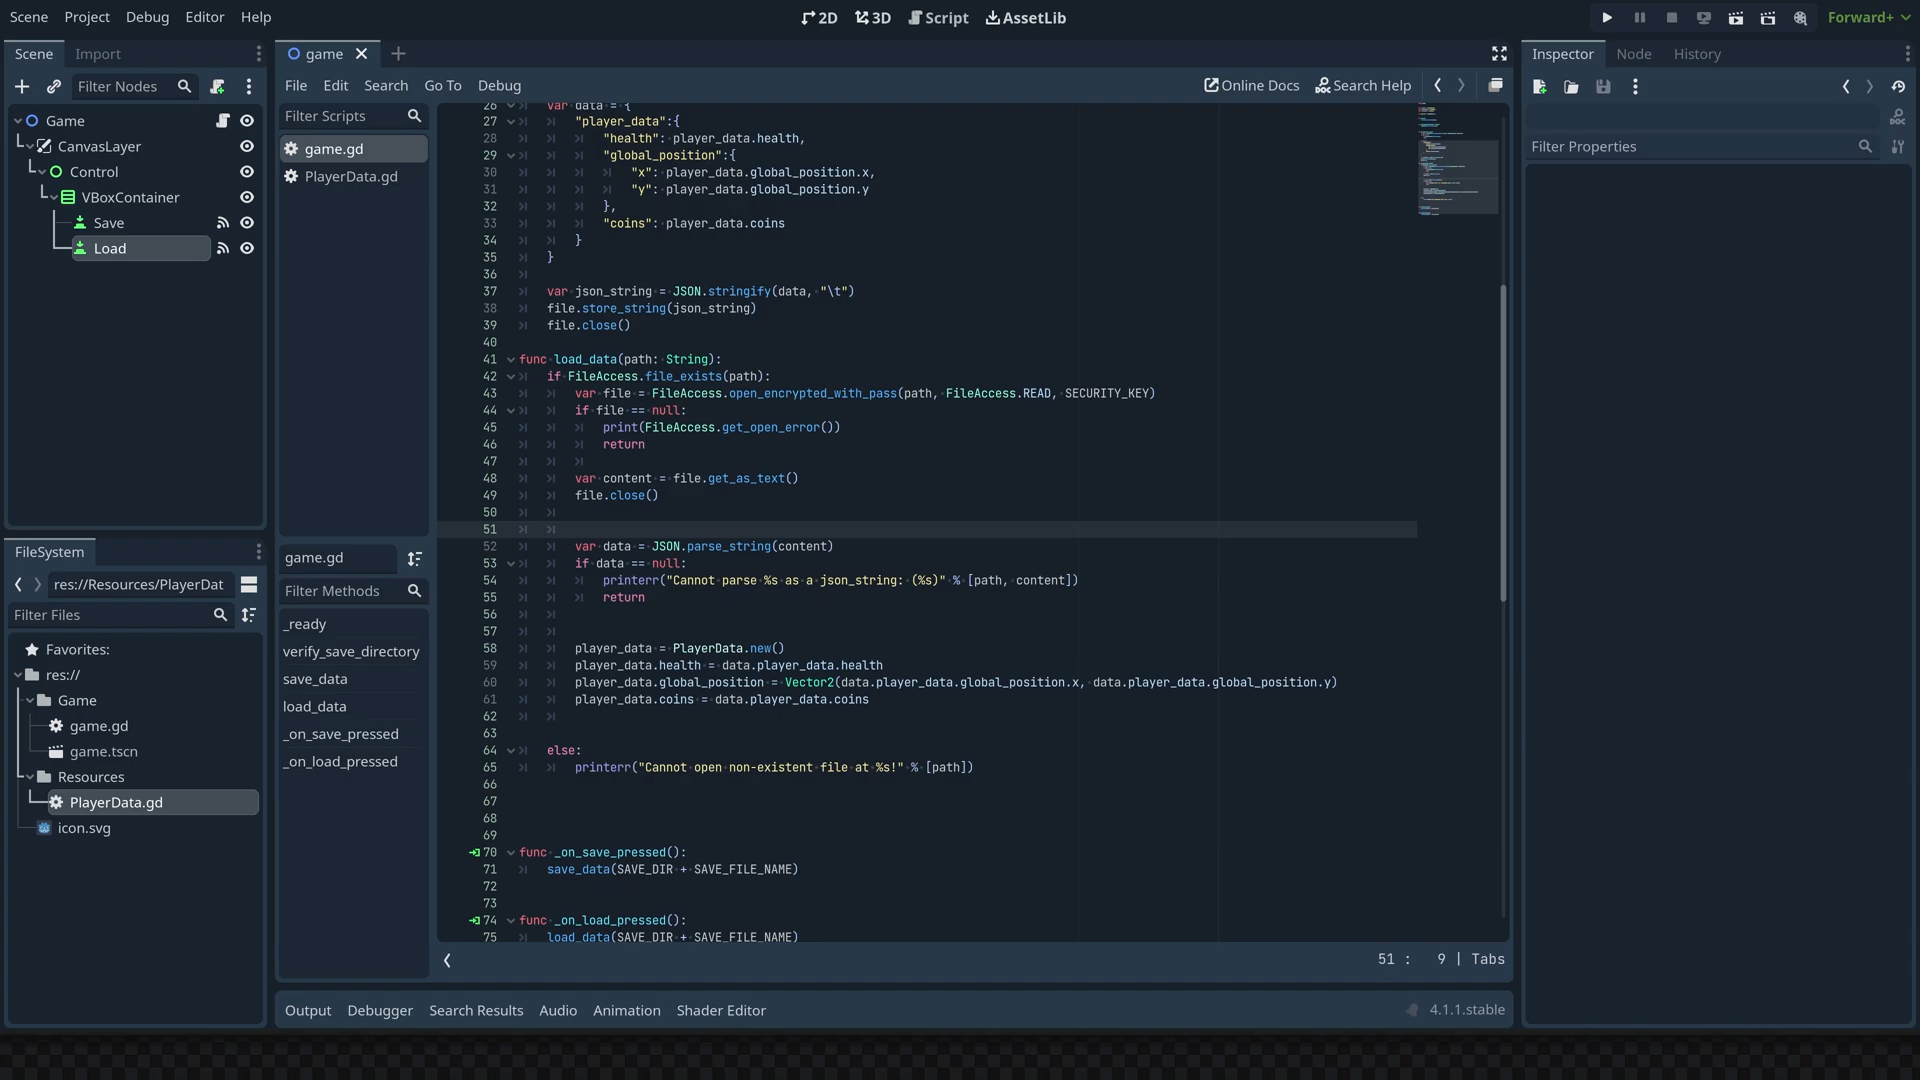 Scene Project Debug Editor Help
2D 3D Script AssetLib
Forward+
Scene Import
Filter Nodes
Game
CanvasLayer
Control
VBoxContainer
Save
Load
FileSystem
res://Resources/PlayerDat
Filter Files
Favorites:
res://
Game
game.gd
game.tscn
Resources
PlayerData.gd
icon.svg
game
File Edit Search Go To Debug
Online Docs Search Help
Filter Scripts
game.gd
PlayerData.gd
game.gd
Filter Methods
_ready
verify_save_directory
save_data
load_data
_on_save_pressed
_on_load_pressed
26 var data = {
27 "player_data":{
28 "health": player_data.health,
29 "global_position":{
30 "x": player_data.global_position.x,
31 "y": player_data.global_position.y
32 },
33 "coins": player_data.coins
34 }
35 }
36
37 var json_string = JSON.stringify(data, "\t")
38 file.store_string(json_string)
39 file.close()
40
41 func load_data(path: String):
42 if FileAccess.file_exists(path):
43 var file = FileAccess.open_encrypted_with_pass(path, FileAccess.READ, SECURITY_KEY)
44 if file == null:
45 print(FileAccess.get_open_error())
46 return
47
48 var content = file.get_as_text()
49 file.close()
50
51
52 var data = JSON.parse_string(content)
53 if data == null:
54 printerr("Cannot parse %s as a json_string: (%s)" % [path, content])
55 return
56
57
58 player_data = PlayerData.new()
59 player_data.health = data.player_data.health
60 player_data.global_position = Vector2(data.player_data.global_position.x, data.player_data.global_position.y)
61 player_data.coins = data.player_data.coins
62
63
64 else:
65 printerr("Cannot open non-existent file at %s!" % [path])
66
67
68
69
70 func _on_save_pressed():
71 save_data(SAVE_DIR + SAVE_FILE_NAME)
72
73
74 func _on_load_pressed():
75 load_data(SAVE_DIR + SAVE_FILE_NAME)
51 : 9 | Tabs
Output Debugger Search Results Audio Animation Shader Editor
4.1.1.stable
Inspector Node History
Filter Properties